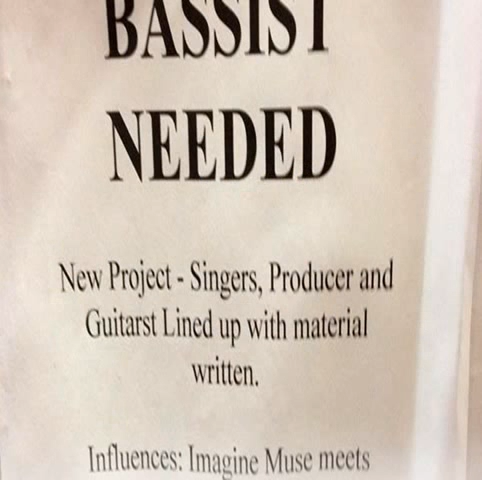 BASSIST
NEEDED
New Project - Singers, Producer and
Guitarst Lined up with material
written.
Influences: Imagine Muse meets